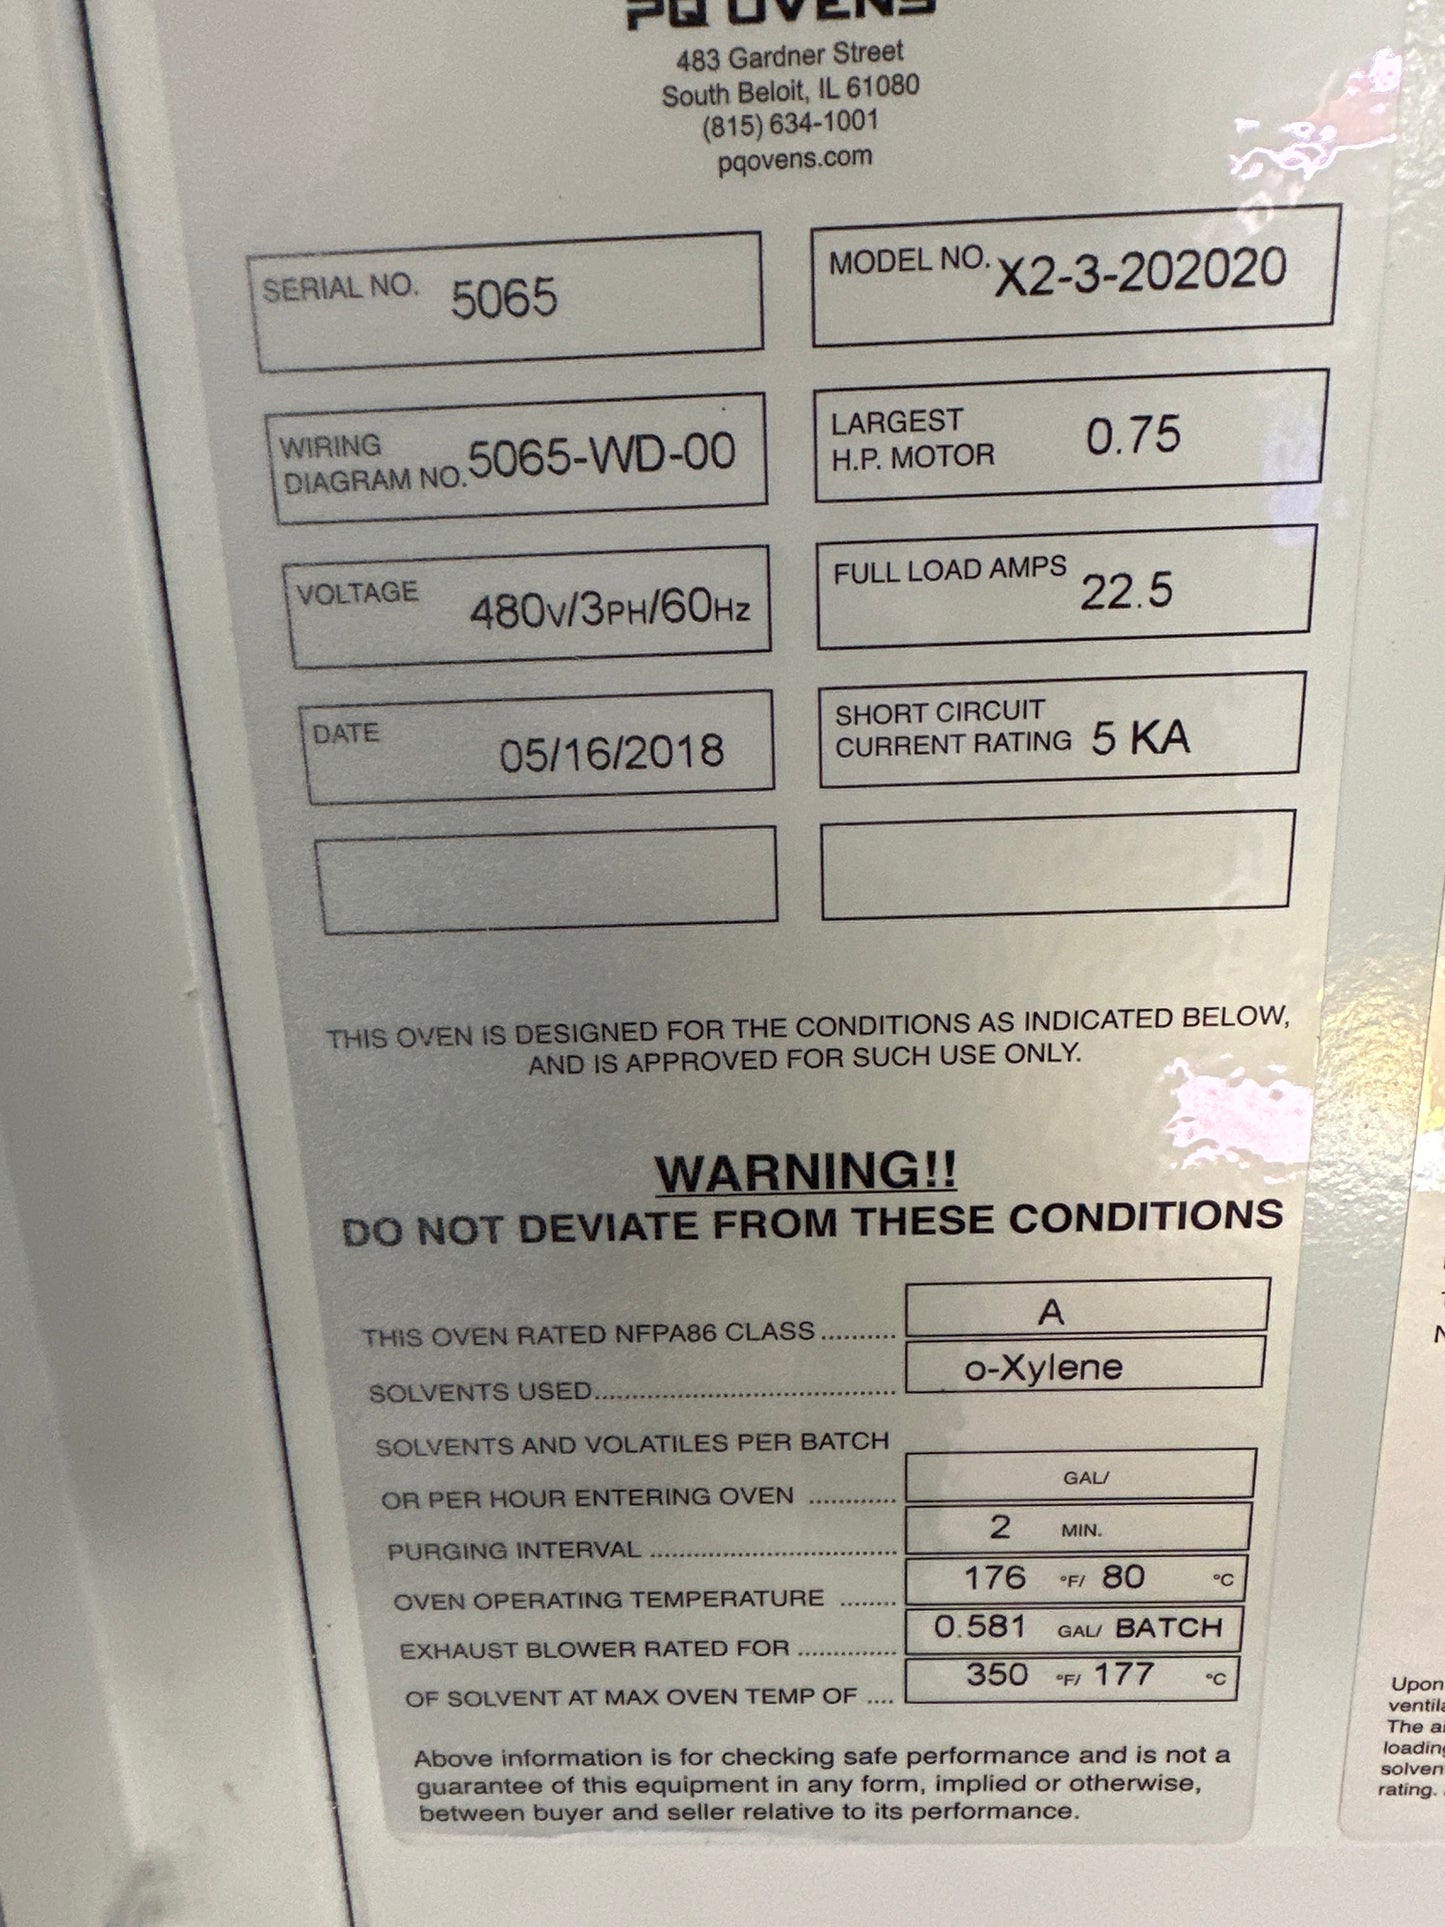 PQ OVENS
483 Gardner Street
South Beloit, IL 61080
(815) 634-1001
pqovens.com
SERIAL NO. 5065
MODEL NO. X2-3-202020
WIRING
DIAGRAM NO. 5065-WD-00
LARGEST
H.P. MOTOR 0.75
VOLTAGE 480V/3PH/60HZ
FULL LOAD AMPS 22.5
DATE 05/16/2018
SHORT CIRCUIT
CURRENT RATING 5 KA
THIS OVEN IS DESIGNED FOR THE CONDITIONS AS INDICATED BELOW,
AND IS APPROVED FOR SUCH USE ONLY.
WARNING!!
DO NOT DEVIATE FROM THESE CONDITIONS
THIS OVEN RATED NFPA86 CLASS.......... A
SOLVENTS USED.......................................... o-Xylene
SOLVENTS AND VOLATILES PER BATCH
OR PER HOUR ENTERING OVEN ............ GAL/
PURGING INTERVAL .................................. 2 MIN.
OVEN OPERATING TEMPERATURE ........ 176 °F/ 80 °C
EXHAUST BLOWER RATED FOR .............. 0.581 GAL/ BATCH
OF SOLVENT AT MAX OVEN TEMP OF .... 350 °F/ 177 °C
Above information is for checking safe performance and is not a
guarantee of this equipment in any form, implied or otherwise,
between buyer and seller relative to its performance.
Upon
The
rating.